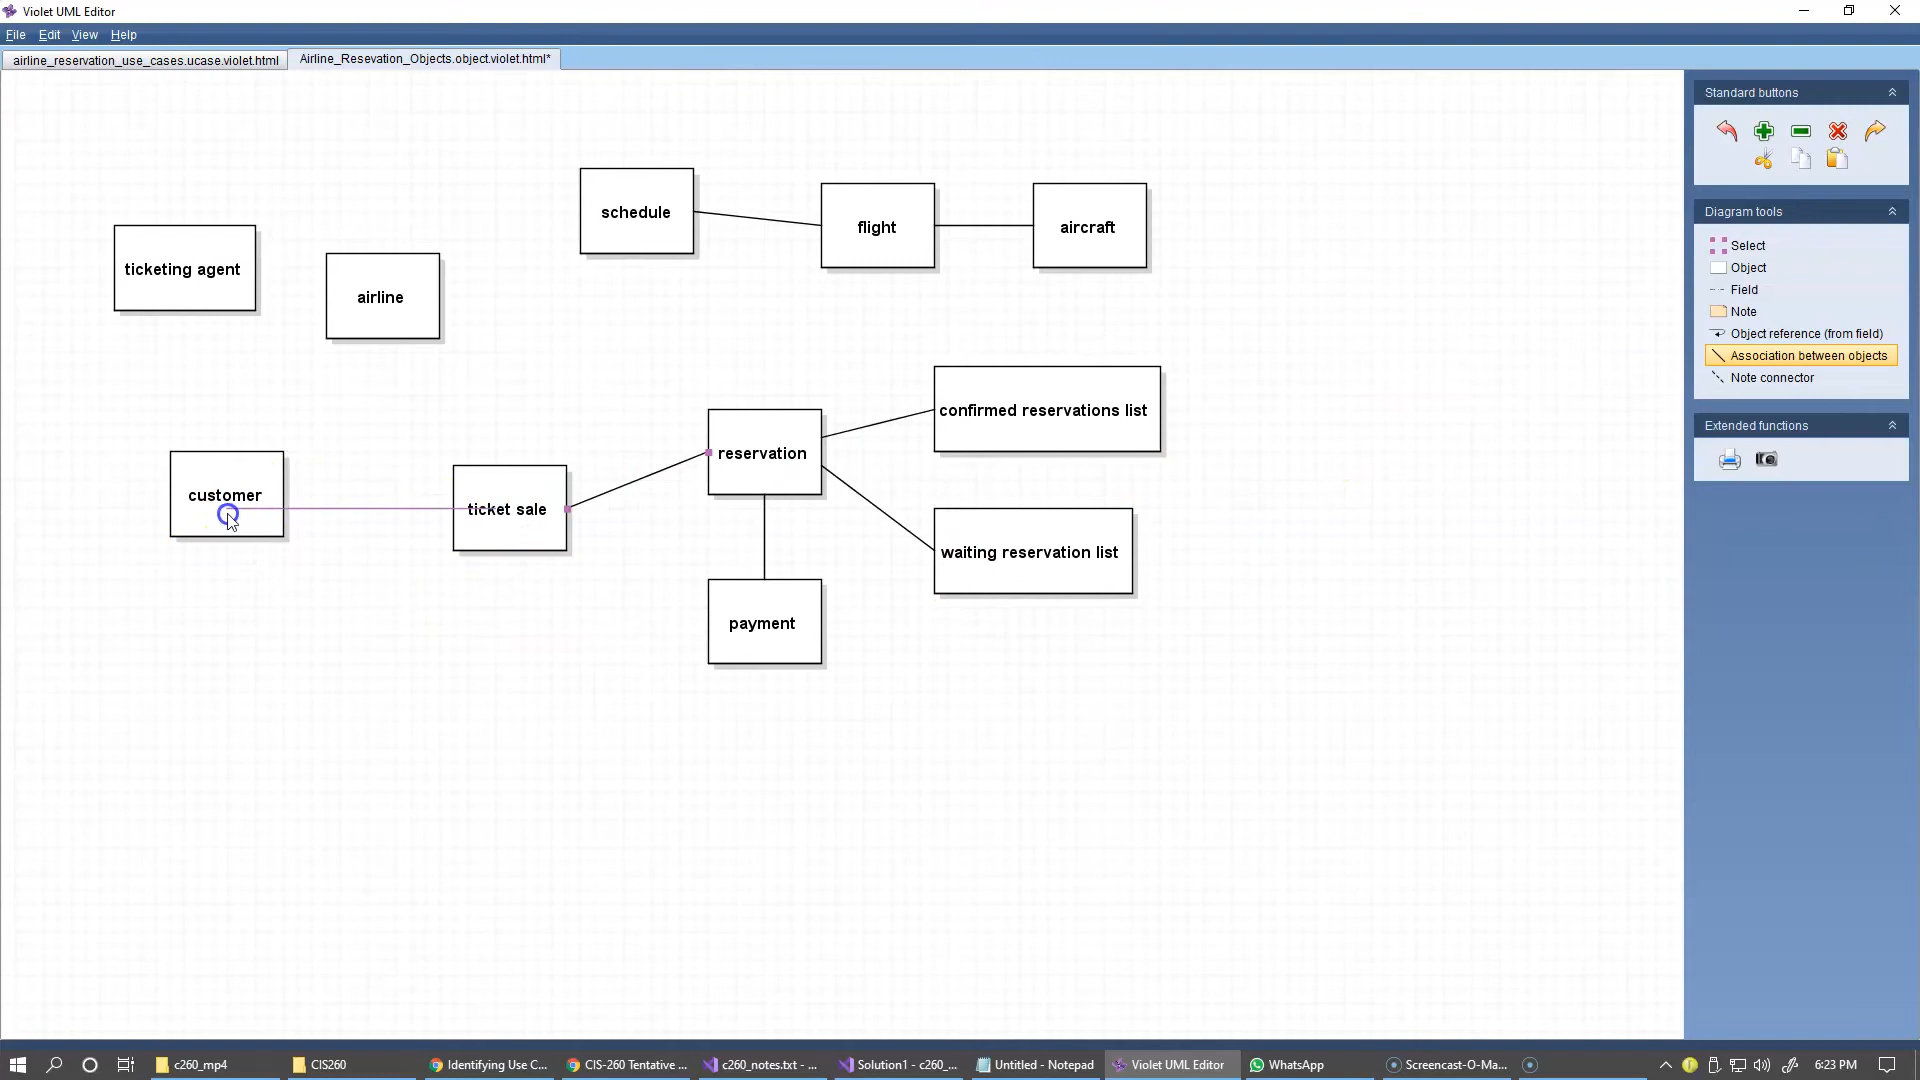 Violet UML Editor
File Edit View Help
airline_reservation_use_cases.ucase.violet.html
Airline_Resevation_Objects.object.violet.html*
Standard buttons
Diagram tools
Select
Object
Field
Note
Object reference (from field)
Association between objects
Note connector
Extended functions
schedule
flight
aircraft
ticketing agent
airline
confirmed reservations list
reservation
customer
ticket sale
waiting reservation list
payment
c260_mp4
CIS260
Identifying Use C...
CIS-260 Tentative ...
c260_notes.txt - ...
Solution1 - c260_...
Untitled - Notepad
Violet UML Editor
WhatsApp
Screencast-O-Ma...
6:23 PM